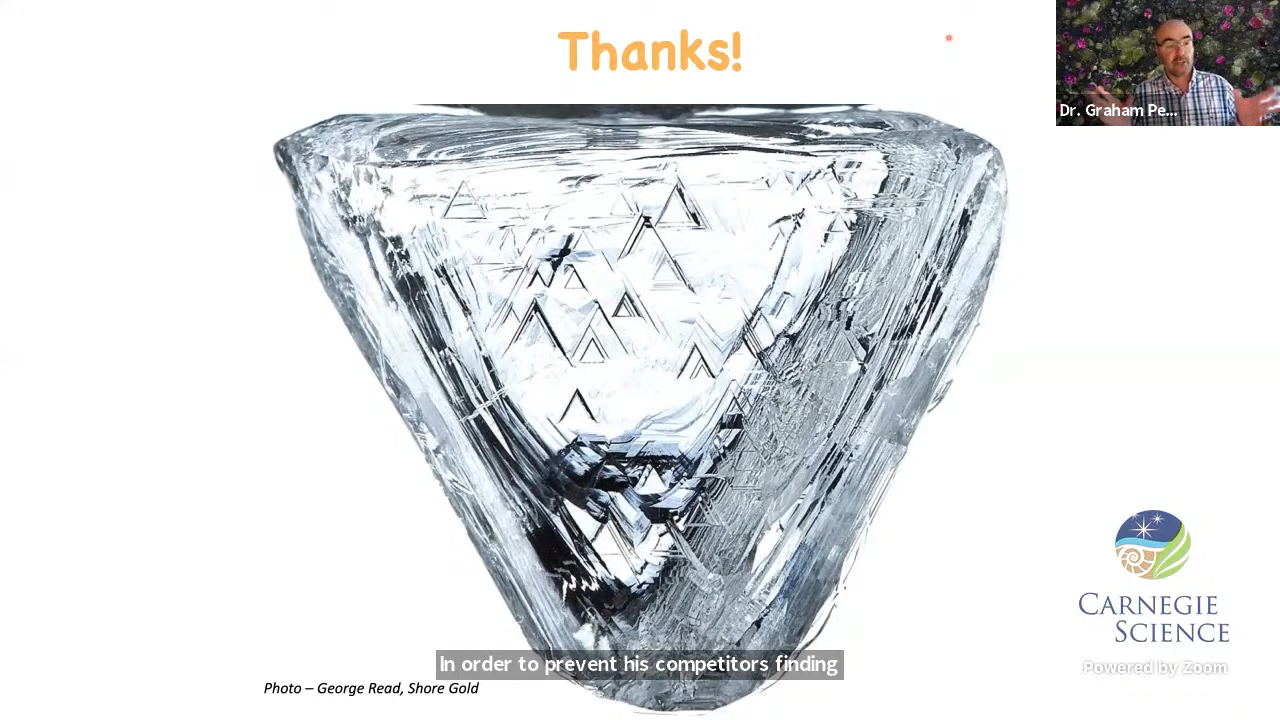 Thanks!
Dr. Graham Pe...
CARNEGIE
SCIENCE
In order to prevent his competitors finding
Powered by Zoom
Photo – George Read, Shore Gold